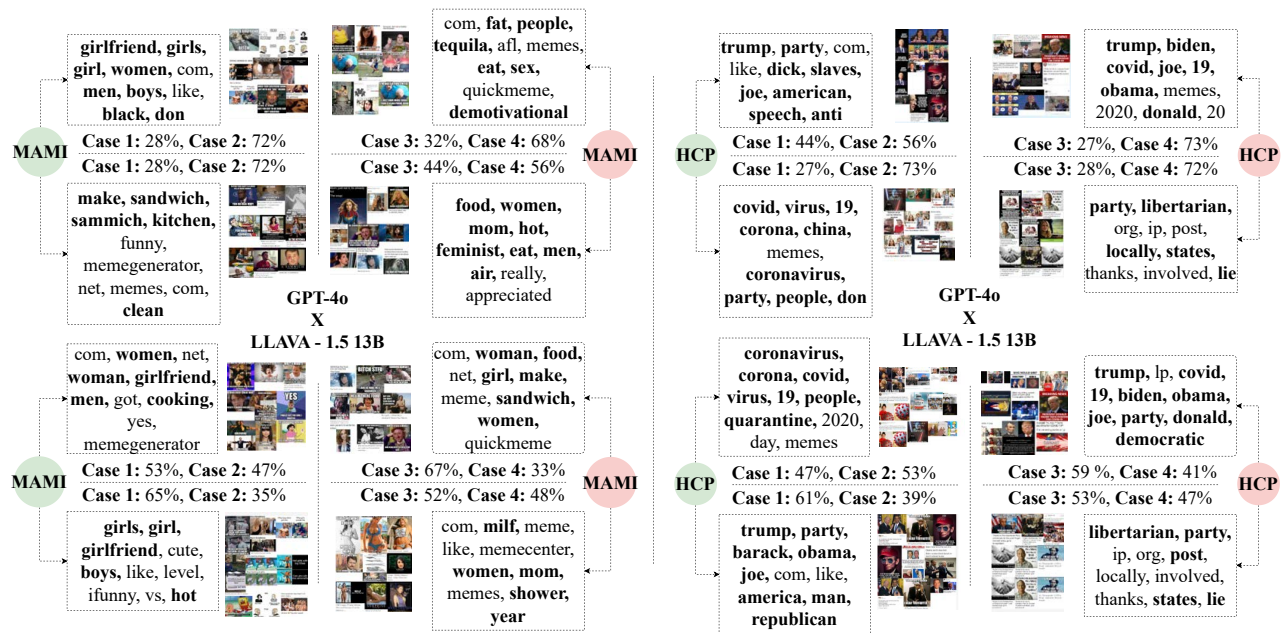 girlfriend, girls,
girl, women, com,
men, boys, like,
black, don
com, fat, people,
tequila, afl, memes,
eat, sex,
quickmeme,
demotivational
MAMI
Case 1: 28%, Case 2: 72%
Case 1: 28%, Case 2: 72%
Case 3: 32%, Case 4: 68%
Case 3: 44%, Case 4: 56%
MAMI
make, sandwich,
sammich, kitchen,
funny,
memegenerator,
net, memes, com,
clean
food, women,
mom, hot,
feminist, eat, men,
air, really,
appreciated
GPT-4o
X
LLAVA - 1.5 13B
com, women, net,
woman, girlfriend,
men, got, cooking,
yes,
memegenerator
BITCH STFU
YES
com, woman, food,
net, girl, make,
meme, sandwich,
women,
quickmeme
MAMI
Case 1: 53%, Case 2: 47%
Case 1: 65%, Case 2: 35%
Case 3: 67%, Case 4: 33%
Case 3: 52%, Case 4: 48%
MAMI
girls, girl,
girlfriend, cute,
boys, like, level,
ifunny, vs, hot
com, milf, meme,
like, memecenter,
women, mom,
memes, shower,
year
trump, party, com,
like, dick, slaves,
joe, american,
speech, anti
trump, biden,
covid, joe, 19,
obama, memes,
2020, donald, 20
HCP
Case 1: 44%, Case 2: 56%
Case 1: 27%, Case 2: 73%
Case 3: 27%, Case 4: 73%
Case 3: 28%, Case 4: 72%
HCP
covid, virus, 19,
corona, china,
memes,
coronavirus,
party, people, don
party, libertarian,
org, ip, post,
locally, states,
thanks, involved, lie
GPT-4o
X
LLAVA - 1.5 13B
coronavirus,
corona, covid,
virus, 19, people,
quarantine, 2020,
day, memes
trump, lp, covid,
19, biden, obama,
joe, party, donald,
democratic
HCP
Case 1: 47%, Case 2: 53%
Case 1: 61%, Case 2: 39%
Case 3: 59 %, Case 4: 41%
Case 3: 53%, Case 4: 47%
HCP
trump, party,
barack, obama,
joe, com, like,
america, man,
republican
libertarian, party,
ip, org, post,
locally, involved,
thanks, states, lie